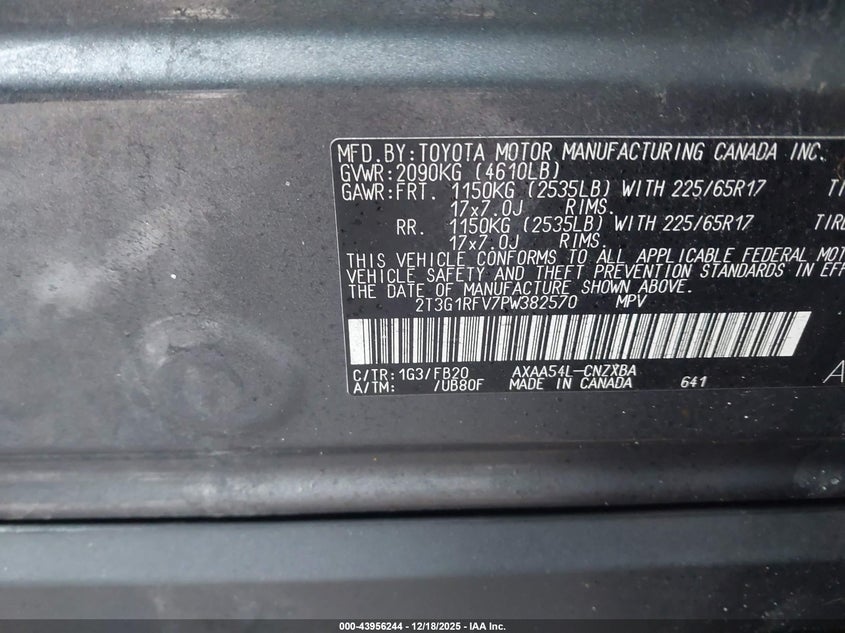 MFD. BY: TOYOTA MOTOR MANUFACTURING CANADA INC.
GVWR: 2090KG (4610LB)
GAWR: FRT. 1150KG (2535LB) WITH 225/65R17 TI
17x7.0J RIMS.
RR. 1150KG (2535LB) WITH 225/65R17 TIRE
17x7.0J RIMS.
THIS VEHICLE CONFORMS TO ALL APPLICABLE FEDERAL MOT
VEHICLE SAFETY AND THEFT PREVENTION STANDARDS IN EFF
THE DATE OF MANUFACTURE SHOWN ABOVE.
2T3G1RFV7PW382570 MPV
C/TR: 1G3/FB20 AXAA54L-CNZXBA
A/TM: /UB80F MADE IN CANADA 641 A
000-43956244 - 12/18/2025 - IAA Inc.